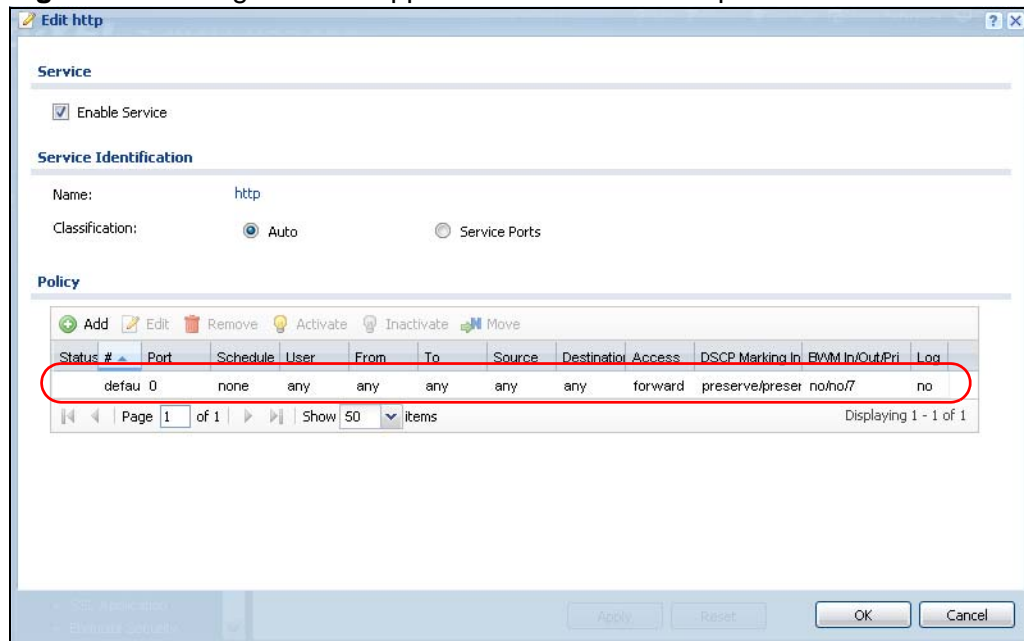 Edit http
Service
Enable Service
Service Identification
Name: http
Classification: Auto Service Ports
Policy
Add Edit Remove Activate Inactivate Move
Status # Port Schedule User From To Source Destination Access DSCP Marking In BWM In/Out/Pri Log
defau 0 none any any any any any forward preserve/preser no/no/7 no
Page 1 of 1 Show 50 items Displaying 1 - 1 of 1
Apply Reset OK Cancel